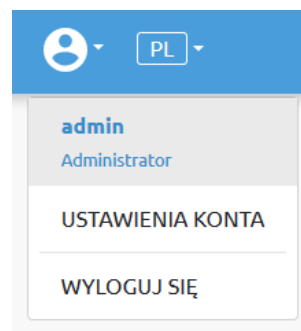 PL
admin
Administrator
USTAWIENIA KONTA
WYLOGUJ SIĘ